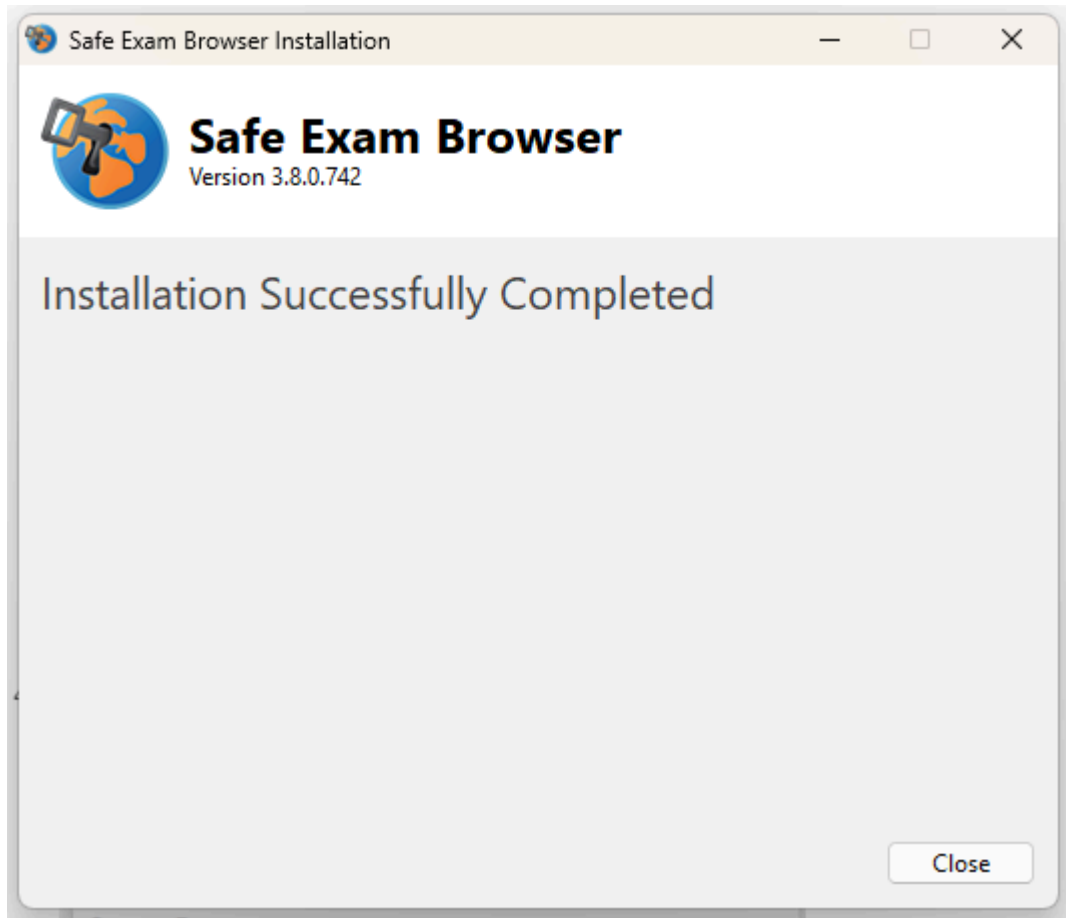 Safe Exam Browser Installation
Safe Exam Browser
Version 3.8.0.742
Installation Successfully Completed
Close